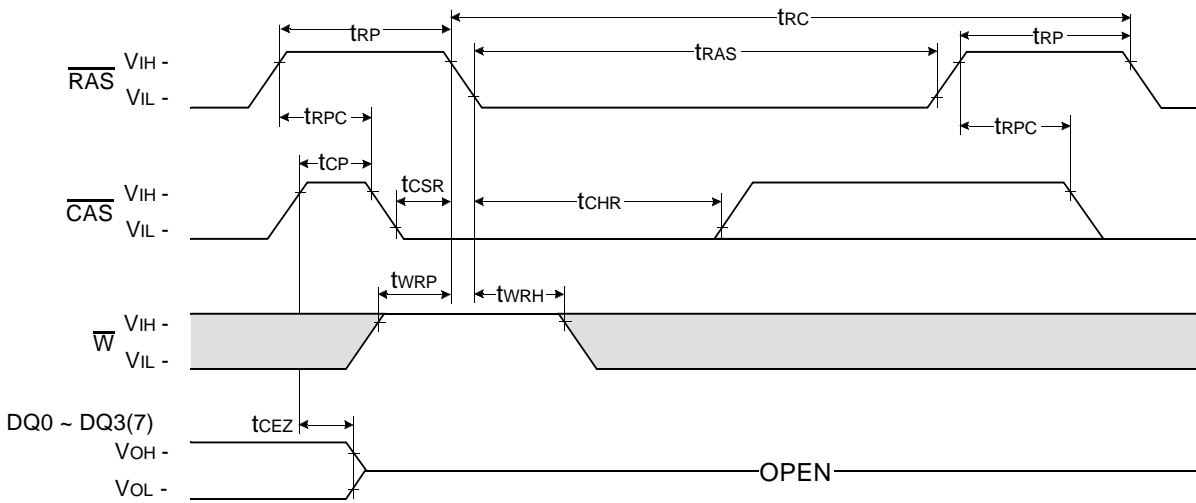 tRC
tRP
tRP
tRAS
VIH -
RAS
VIL -
tRPC
tRPC
tCP
tCSR
tCHR
VIH -
CAS
VIL -
tWRP
tWRH
VIH -
W
VIL -
DQ0 ~ DQ3(7)
tCEZ
VOH -
OPEN
VOL -